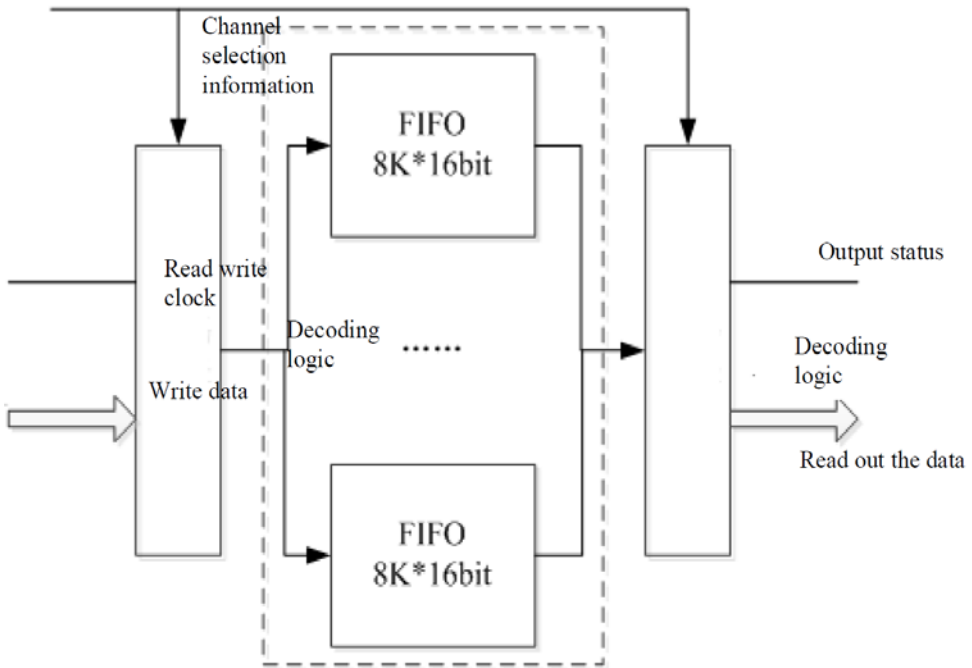 Channel
selection
information
FIFO
8K*16bit
Read write
clock
Output status
Decoding
logic
......
Decoding
logic
Write data
Read out the data
FIFO
8K*16bit